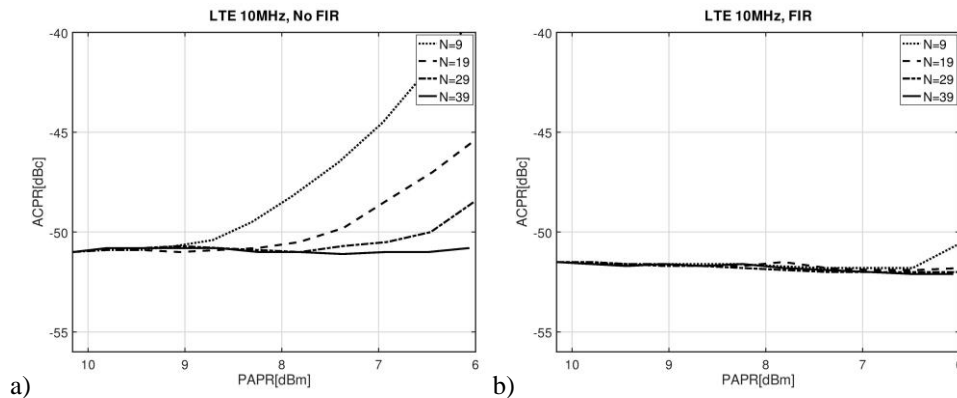 LTE 10MHz, No FIR
-40
-45
-50
-55
ACPR[dBc]
10 9 8 7 6
PAPR[dBm]
N=9
N=19
N=29
N=39
a)
LTE 10MHz, FIR
-40
-45
-50
-55
ACPR[dBc]
10 9 8 7 6
PAPR[dBm]
N=9
N=19
N=29
N=39
b)